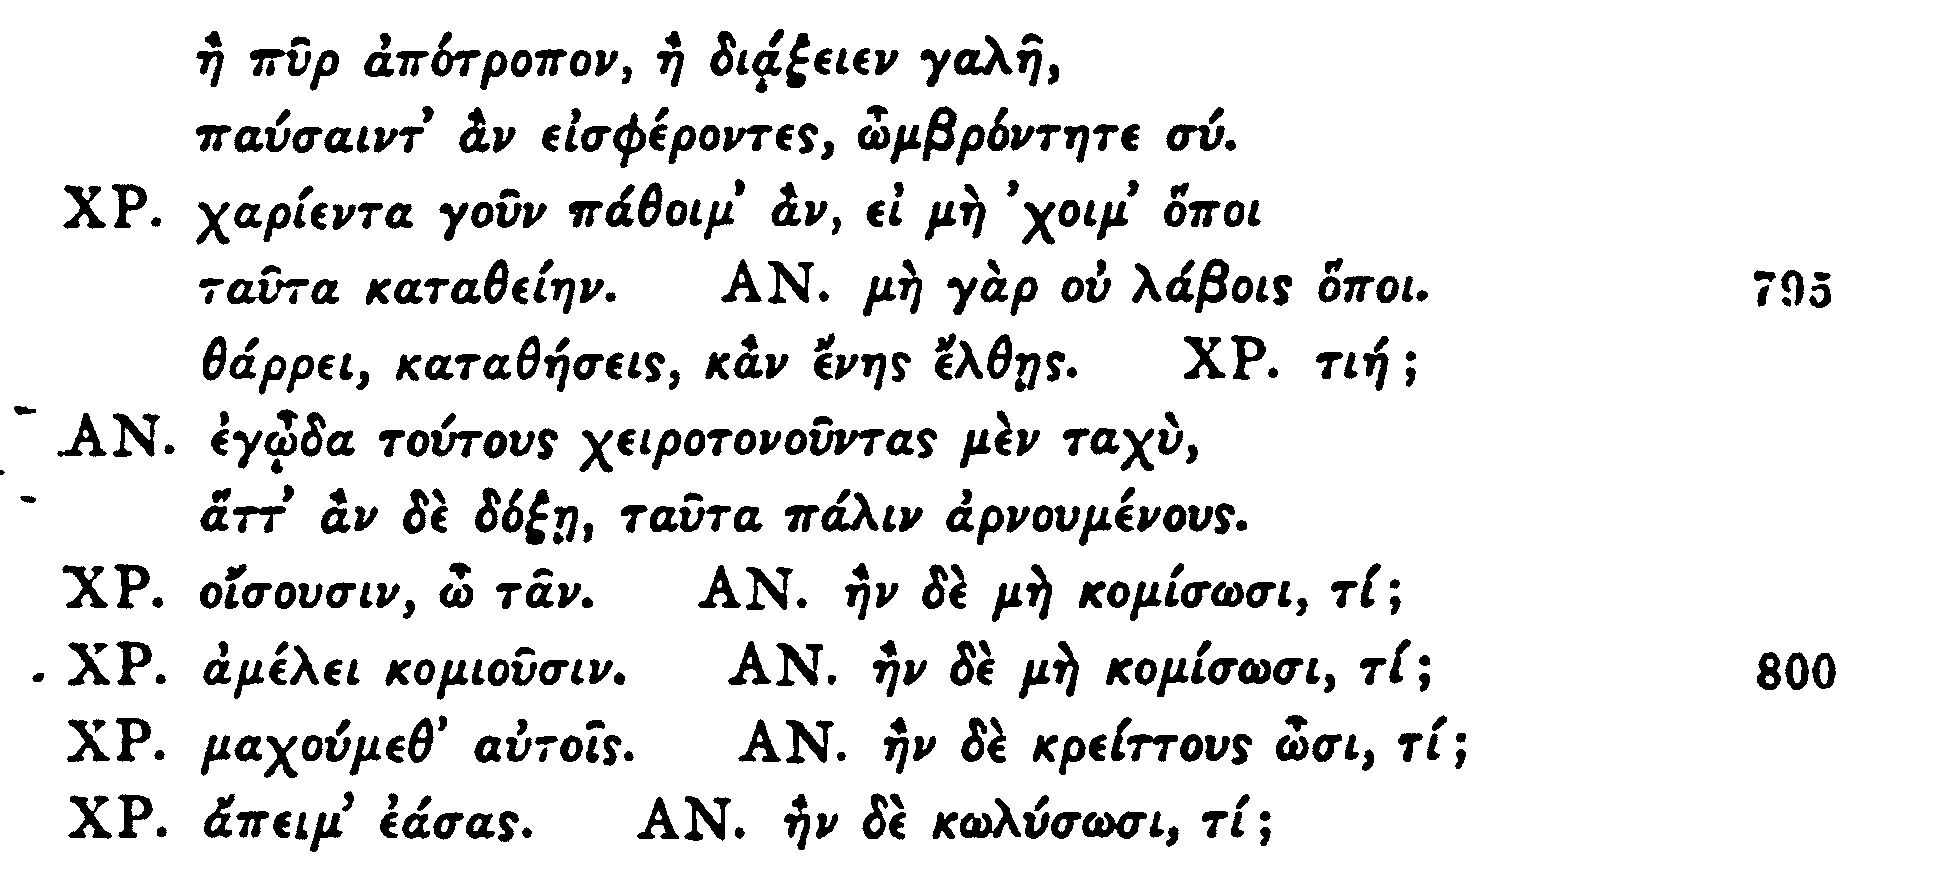 ἢ πῦρ ἀπότροπον, ἢ διᾴξειεν γαλῆ,
παύσαιντ’ ἂν εἰσφέροντες, ὦμβρόντητε σύ.
ΧΡ. χαρίεντα γοῦν πάθοιμ’ ἂν, εἰ μὴ ’χοιμ’ ὅποι
ταῦτα καταθείην. ΑΝ. μὴ γὰρ οὐ λάβοις ὅποι. 795
θάρρει, καταθήσεις, κἂν ἔνης ἔλθῃς. ΧΡ. τιή;
ΑΝ. ἐγᾦδα τούτους χειροτονοῦντας μὲν ταχὺ,
ἅττ’ ἂν δὲ δόξῃ, ταῦτα πάλιν ἀρνουμένους.
ΧΡ. οἴσουσιν, ὦ τᾶν. ΑΝ. ἢν δὲ μὴ κομίσωσι, τί;
ΧΡ. ἀμέλει κομιοῦσιν. ΑΝ. ἢν δὲ μὴ κομίσωσι, τί; 800
ΧΡ. μαχούμεθ’ αὐτοῖς. ΑΝ. ἢν δὲ κρείττους ὦσι, τί;
ΧΡ. ἄπειμ’ ἐάσας. ΑΝ. ἢν δὲ κωλύσωσι, τί;